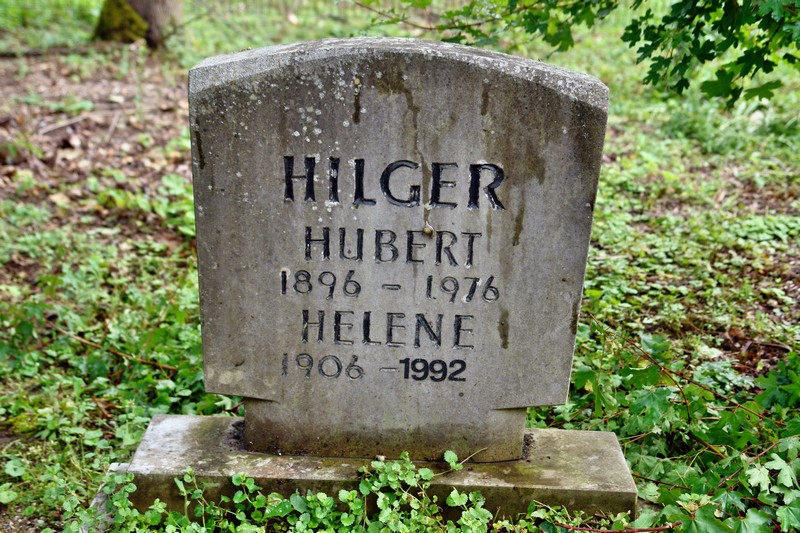 HILGER
HUBERT
1896 – 1976
HELENE
1906 – 1992